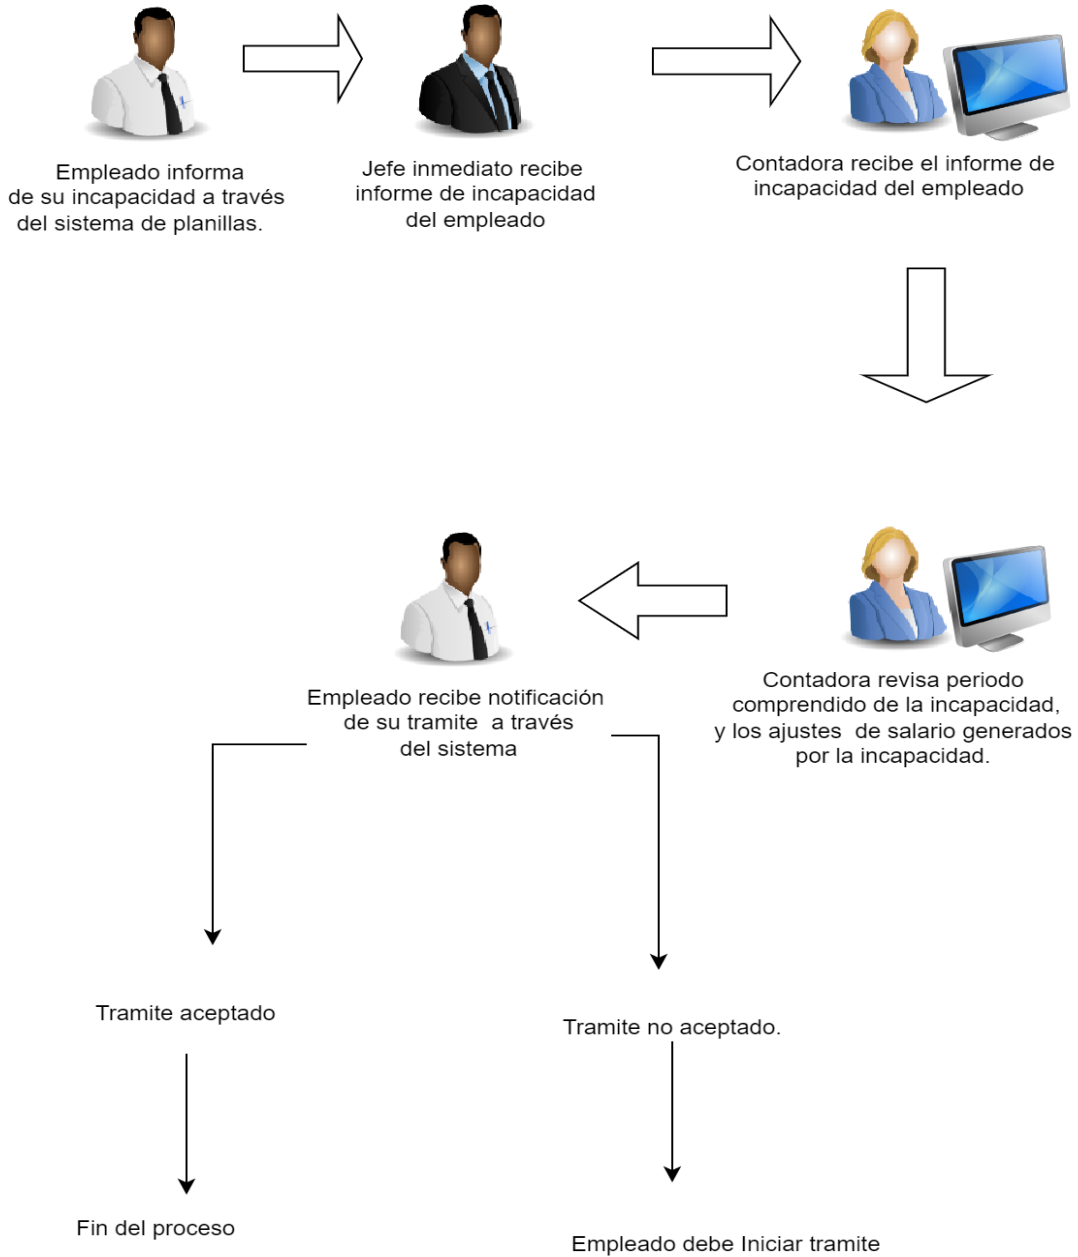 Empleado informa
de su incapacidad a través
del sistema de planillas.
Jefe inmediato recibe
informe de incapacidad
del empleado
Contadora recibe el informe de
incapacidad del empleado
Contadora revisa periodo
comprendido de la incapacidad,
y los ajustes de salario generados
por la incapacidad.
Empleado recibe notificación
de su tramite a través
del sistema
Tramite aceptado
Tramite no aceptado.
Fin del proceso
Empleado debe Iniciar tramite